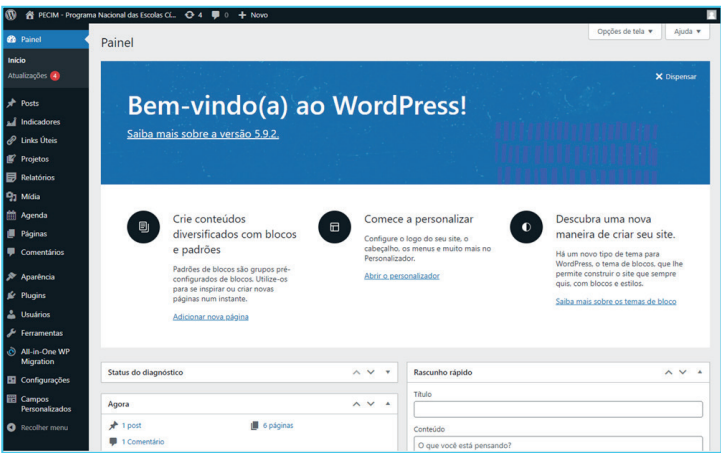 PECIM - Programa Nacional das Escolas Cí... 4 0 + Novo
Opções de tela ▼ Ajuda ▼
Painel
Início
Atualizações 4
Posts
Indicadores
Links Úteis
Projetos
Relatórios
Mídia
Agenda
Páginas
Comentários
Aparência
Plugins
Usuários
Ferramentas
All-in-One WP
Migration
Configurações
Campos
Personalizados
Recolher menu
Painel
Dispensar
Bem-vindo(a) ao WordPress!
Saiba mais sobre a versão 5.9.2.
Crie conteúdos
diversificados com blocos
e padrões
Padrões de blocos são grupos pré-
configurados de blocos. Utilize-os
para se inspirar ou criar novas
páginas num instante.
Adicionar nova página
Comece a personalizar
Configure o logo do seu site, o
cabeçalho, os menus e muito mais no
Personalizador.
Abrir o personalizador
Descubra uma nova
maneira de criar seu site.
Há um novo tipo de tema para
WordPress, o tema de blocos, que lhe
permite construir o site que sempre
quis, com blocos e estilos.
Saiba mais sobre os temas de bloco
Status do diagnóstico
Agora
1 post
6 páginas
1 Comentário
Rascunho rápido
Título
Conteúdo
O que você está pensando?